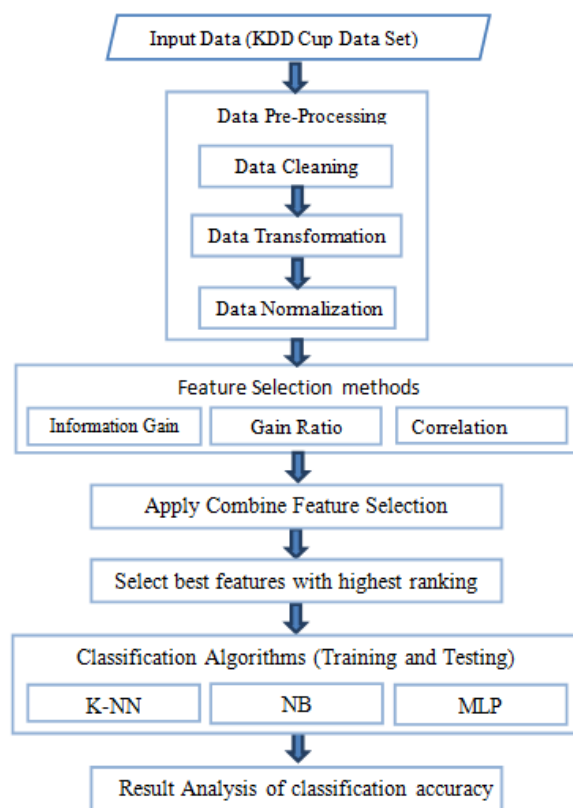 Input Data (KDD Cup Data Set)
Data Pre-Processing
Data Cleaning
Data Transformation
Data Normalization
Feature Selection methods
Information Gain
Gain Ratio
Correlation
Apply Combine Feature Selection
Select best features with highest ranking
Classification Algorithms (Training and Testing)
K-NN
NB
MLP
Result Analysis of classification accuracy